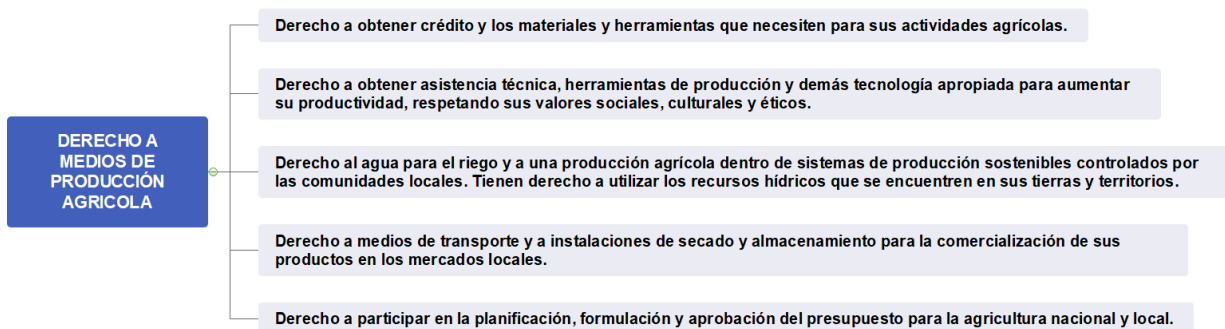 DERECHO A
MEDIOS DE
PRODUCCIÓN
AGRICOLA
Derecho a obtener crédito y los materiales y herramientas que necesiten para sus actividades agrícolas.
Derecho a obtener asistencia técnica, herramientas de producción y demás tecnología apropiada para aumentar
su productividad, respetando sus valores sociales, culturales y éticos.
Derecho al agua para el riego y a una producción agrícola dentro de sistemas de producción sostenibles controlados por
las comunidades locales. Tienen derecho a utilizar los recursos hídricos que se encuentren en sus tierras y territorios.
Derecho a medios de transporte y a instalaciones de secado y almacenamiento para la comercialización de sus
productos en los mercados locales.
Derecho a participar en la planificación, formulación y aprobación del presupuesto para la agricultura nacional y local.